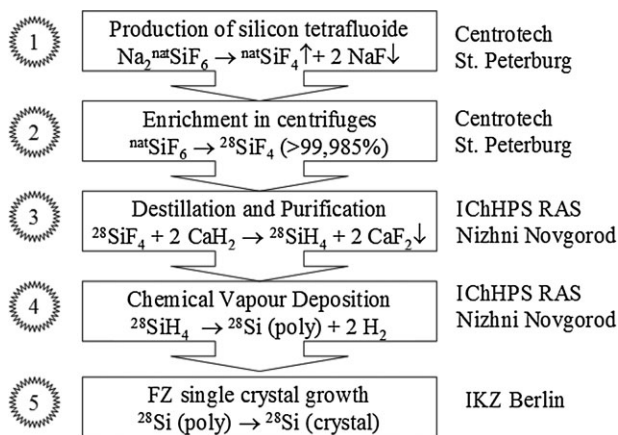 1
Production of silicon tetrafluoide
Na₂ⁿᵃᵗSiF₆ → ⁿᵃᵗSiF₄↑ + 2 NaF↓
Centrotech
St. Peterburg
2
Enrichment in centrifuges
ⁿᵃᵗSiF₆ → ²⁸SiF₄ (>99,985%)
Centrotech
St. Peterburg
3
Destillation and Purification
²⁸SiF₄ + 2 CaH₂ → ²⁸SiH₄ + 2 CaF₂↓
IChHPS RAS
Nizhni Novgorod
4
Chemical Vapour Deposition
²⁸SiH₄ → ²⁸Si (poly) + 2 H₂
IChHPS RAS
Nizhni Novgorod
5
FZ single crystal growth
²⁸Si (poly) → ²⁸Si (crystal)
IKZ Berlin